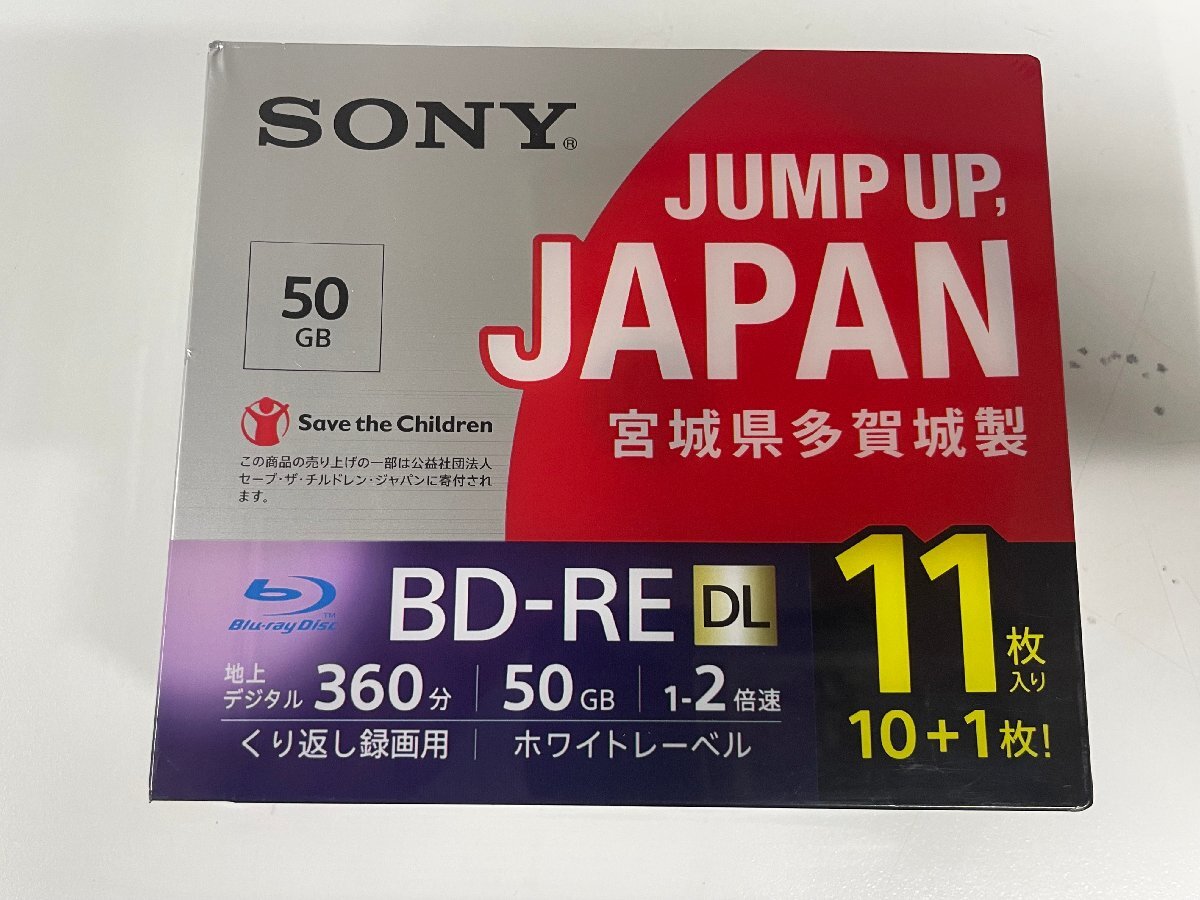 SONY®
JUMP UP,
JAPAN
宮城県多賀城製
50
GB
Save the Children
この商品の売り上げの一部は公益社団法人
セーブ・ザ・チルドレン・ジャパンに寄付され
ます。
Blu-ray Disc™
BD-RE DL
地上
デジタル 360分 50GB 1-2倍速
くり返し録画用 ホワイトレーベル
11枚
入り
10+1枚!